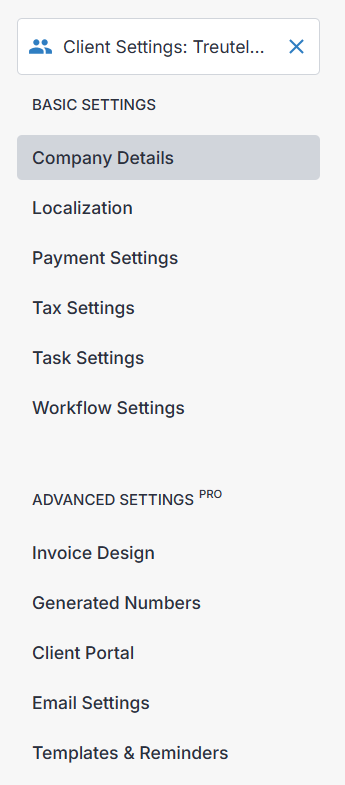 Client Settings: Treutel...
BASIC SETTINGS
Company Details
Localization
Payment Settings
Tax Settings
Task Settings
Workflow Settings
ADVANCED SETTINGS PRO
Invoice Design
Generated Numbers
Client Portal
Email Settings
Templates & Reminders